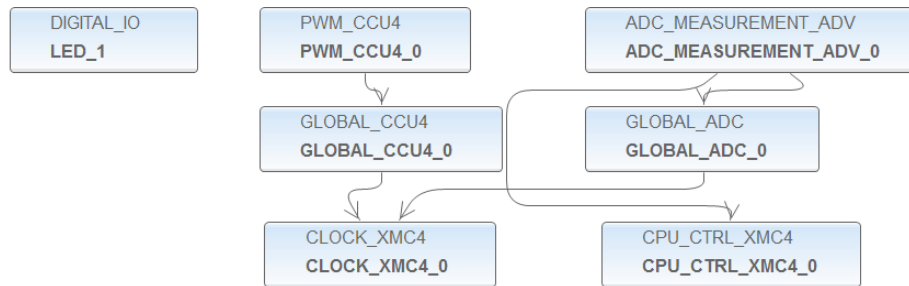 DIGITAL_IO
LED_1
PWM_CCU4
PWM_CCU4_0
ADC_MEASUREMENT_ADV
ADC_MEASUREMENT_ADV_0
GLOBAL_CCU4
GLOBAL_CCU4_0
GLOBAL_ADC
GLOBAL_ADC_0
CLOCK_XMC4
CLOCK_XMC4_0
CPU_CTRL_XMC4
CPU_CTRL_XMC4_0